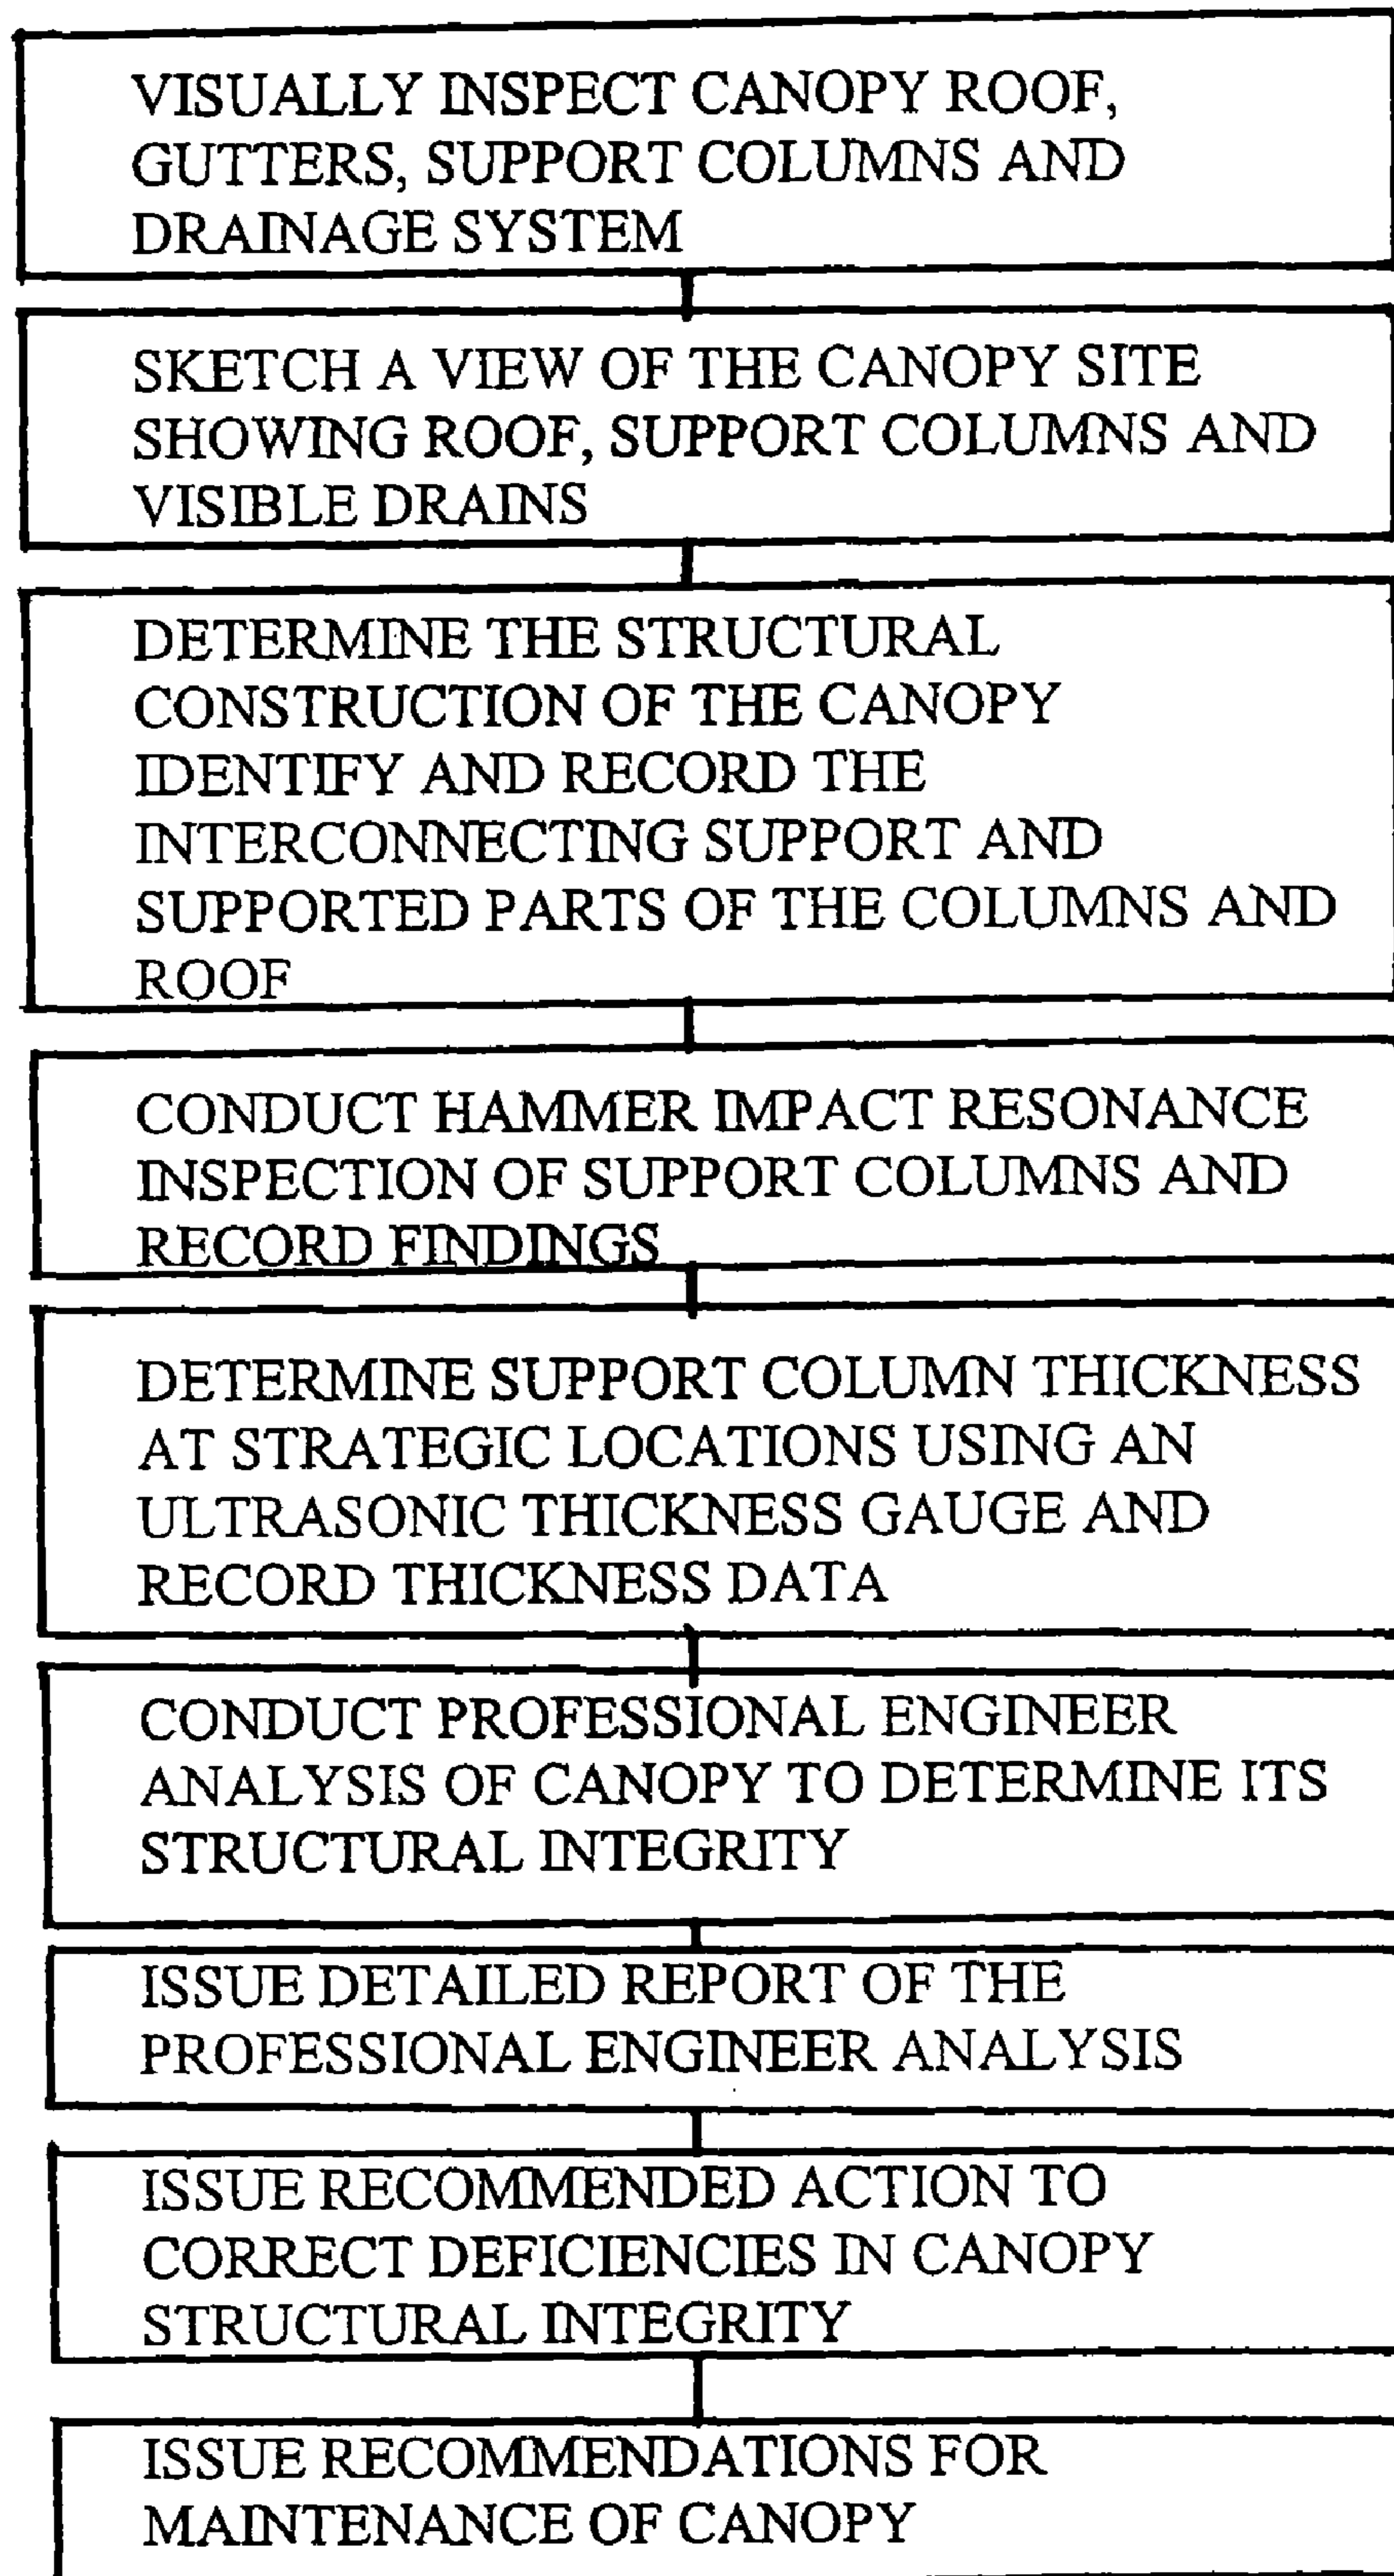 VISUALLY INSPECT CANOPY ROOF,
GUTTERS, SUPPORT COLUMNS AND
DRAINAGE SYSTEM
SKETCH A VIEW OF THE CANOPY SITE
SHOWING ROOF, SUPPORT COLUMNS AND
VISIBLE DRAINS
DETERMINE THE STRUCTURAL
CONSTRUCTION OF THE CANOPY
IDENTIFY AND RECORD THE
INTERCONNECTING SUPPORT AND
SUPPORTED PARTS OF THE COLUMNS AND
ROOF
CONDUCT HAMMER IMPACT RESONANCE
INSPECTION OF SUPPORT COLUMNS AND
RECORD FINDINGS
DETERMINE SUPPORT COLUMN THICKNESS
AT STRATEGIC LOCATIONS USING AN
ULTRASONIC THICKNESS GAUGE AND
RECORD THICKNESS DATA
CONDUCT PROFESSIONAL ENGINEER
ANALYSIS OF CANOPY TO DETERMINE ITS
STRUCTURAL INTEGRITY
ISSUE DETAILED REPORT OF THE
PROFESSIONAL ENGINEER ANALYSIS
ISSUE RECOMMENDED ACTION TO
CORRECT DEFICIENCIES IN CANOPY
STRUCTURAL INTEGRITY
ISSUE RECOMMENDATIONS FOR
MAINTENANCE OF CANOPY